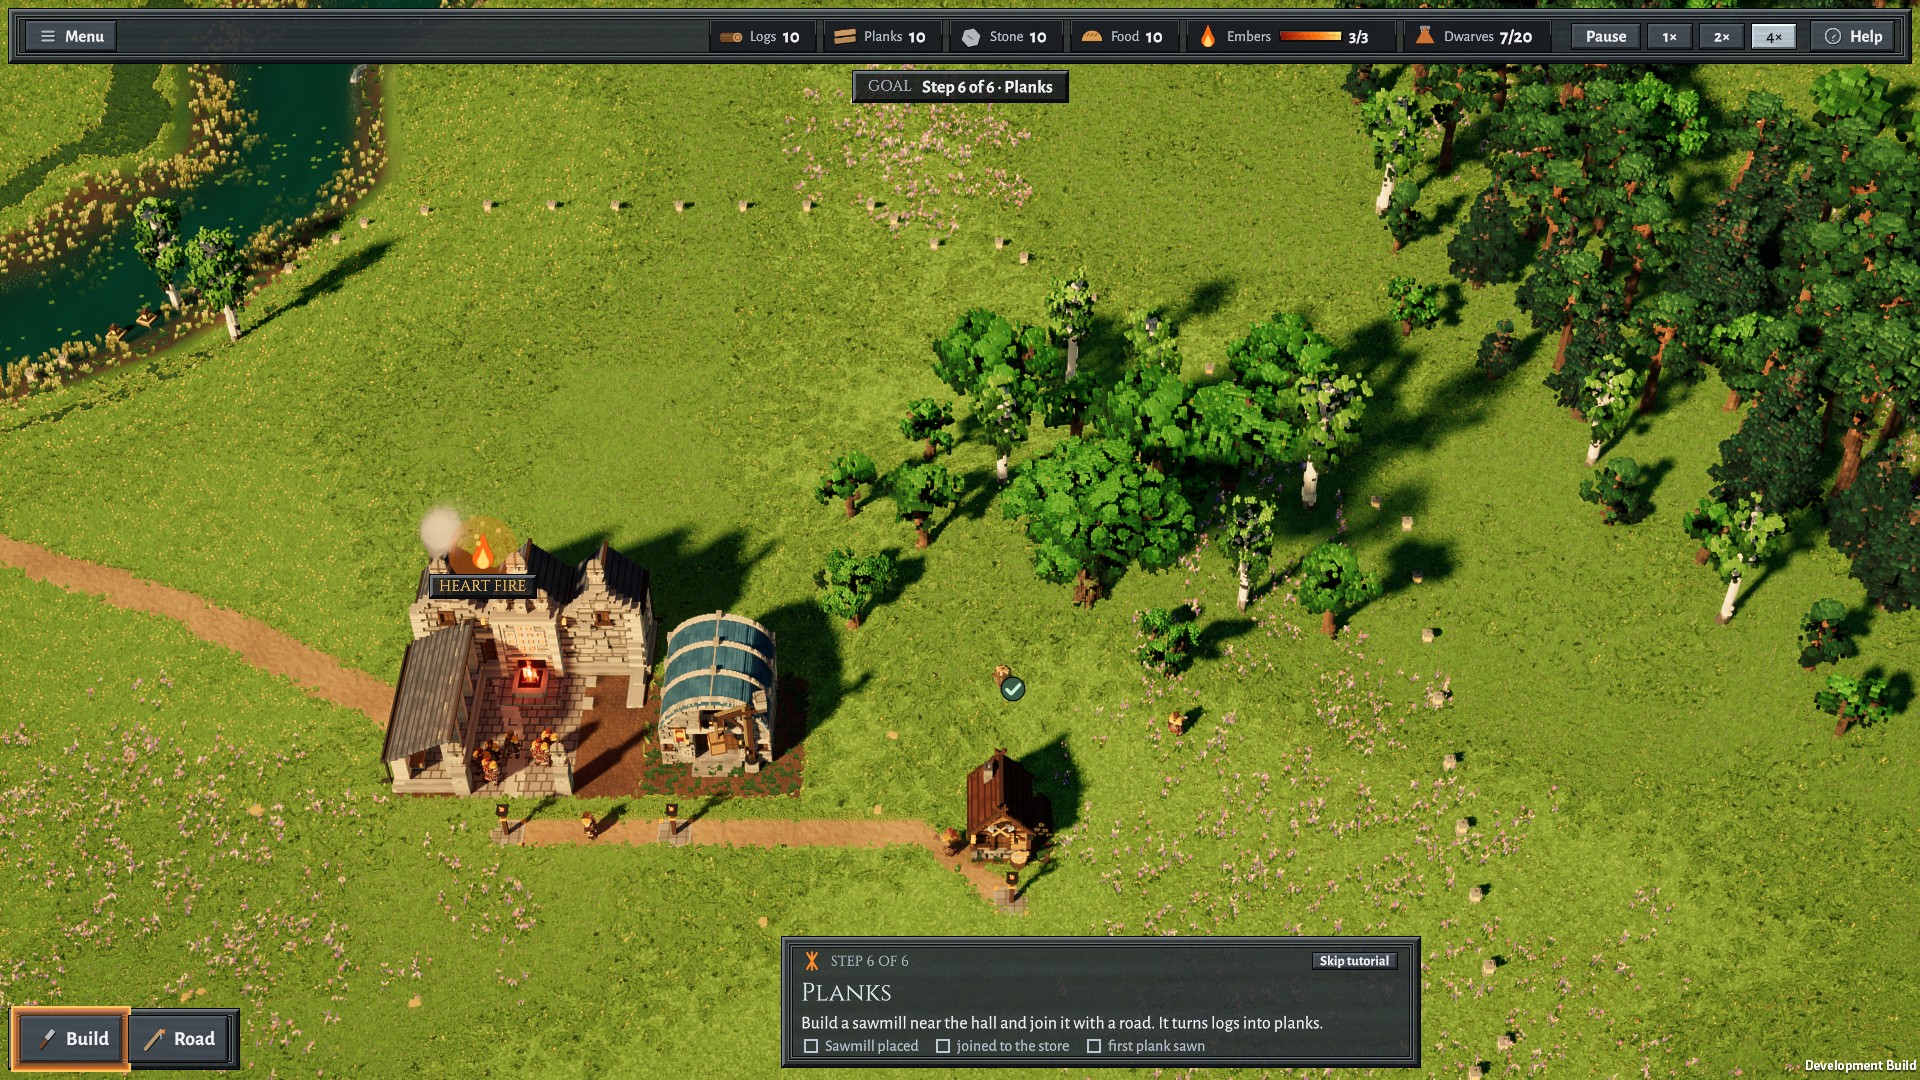 Menu
Logs 10
Planks 10
Stone 10
Food 10
Embers 3/3
Dwarves 7/20
Pause
1×
2×
4×
Help
GOAL Step 6 of 6 · Planks
HEART FIRE
STEP 6 OF 6
Skip tutorial
PLANKS
Build a sawmill near the hall and join it with a road. It turns logs into planks.
Sawmill placed joined to the store first plank sawn
Build
Road
Development Build